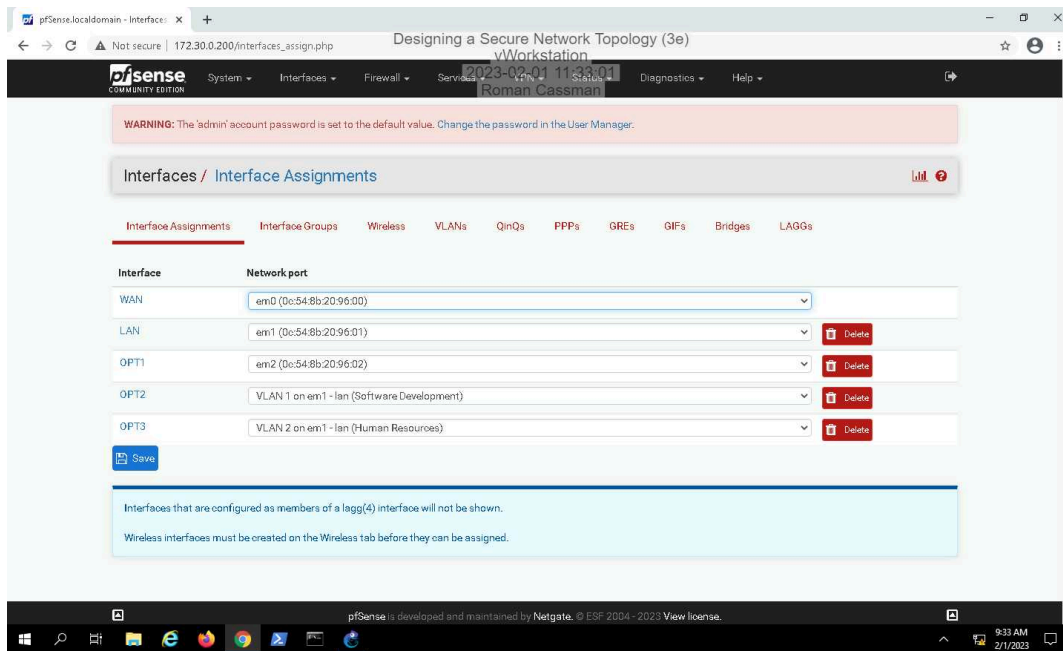 pfSense.localdomain - Interfaces
Not secure | 172.30.0.200/interfaces_assign.php
Designing a Secure Network Topology (3e)
vWorkstation
2023-02-01 11:33:01
Roman Cassman
pfsense
COMMUNITY EDITION
System Interfaces Firewall Services VPN Status Diagnostics Help
WARNING: The 'admin' account password is set to the default value. Change the password in the User Manager.
Interfaces / Interface Assignments
Interface Assignments Interface Groups Wireless VLANs QinQs PPPs GREs GIFs Bridges LAGGs
Interface Network port
WAN em0 (0e:54:8b:20:96:00)
LAN em1 (0e:54:8b:20:96:01) Delete
OPT1 em2 (0e:54:8b:20:96:02) Delete
OPT2 VLAN 1 on em1 - lan (Software Development) Delete
OPT3 VLAN 2 on em1 - lan (Human Resources) Delete
Save
Interfaces that are configured as members of a lagg(4) interface will not be shown.
Wireless interfaces must be created on the Wireless tab before they can be assigned.
pfSense is developed and maintained by Netgate. © ESF 2004 - 2023 View license.
9:33 AM
2/1/2023